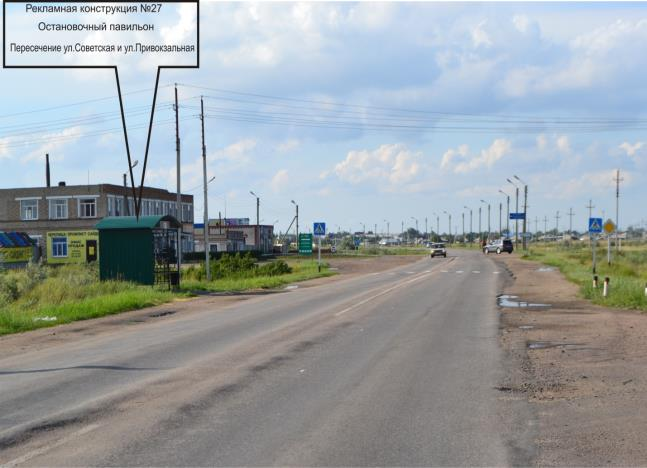 Рекламная конструкция №27
Остановочный павильон
Пересечение ул.Советская и ул.Привокзальная